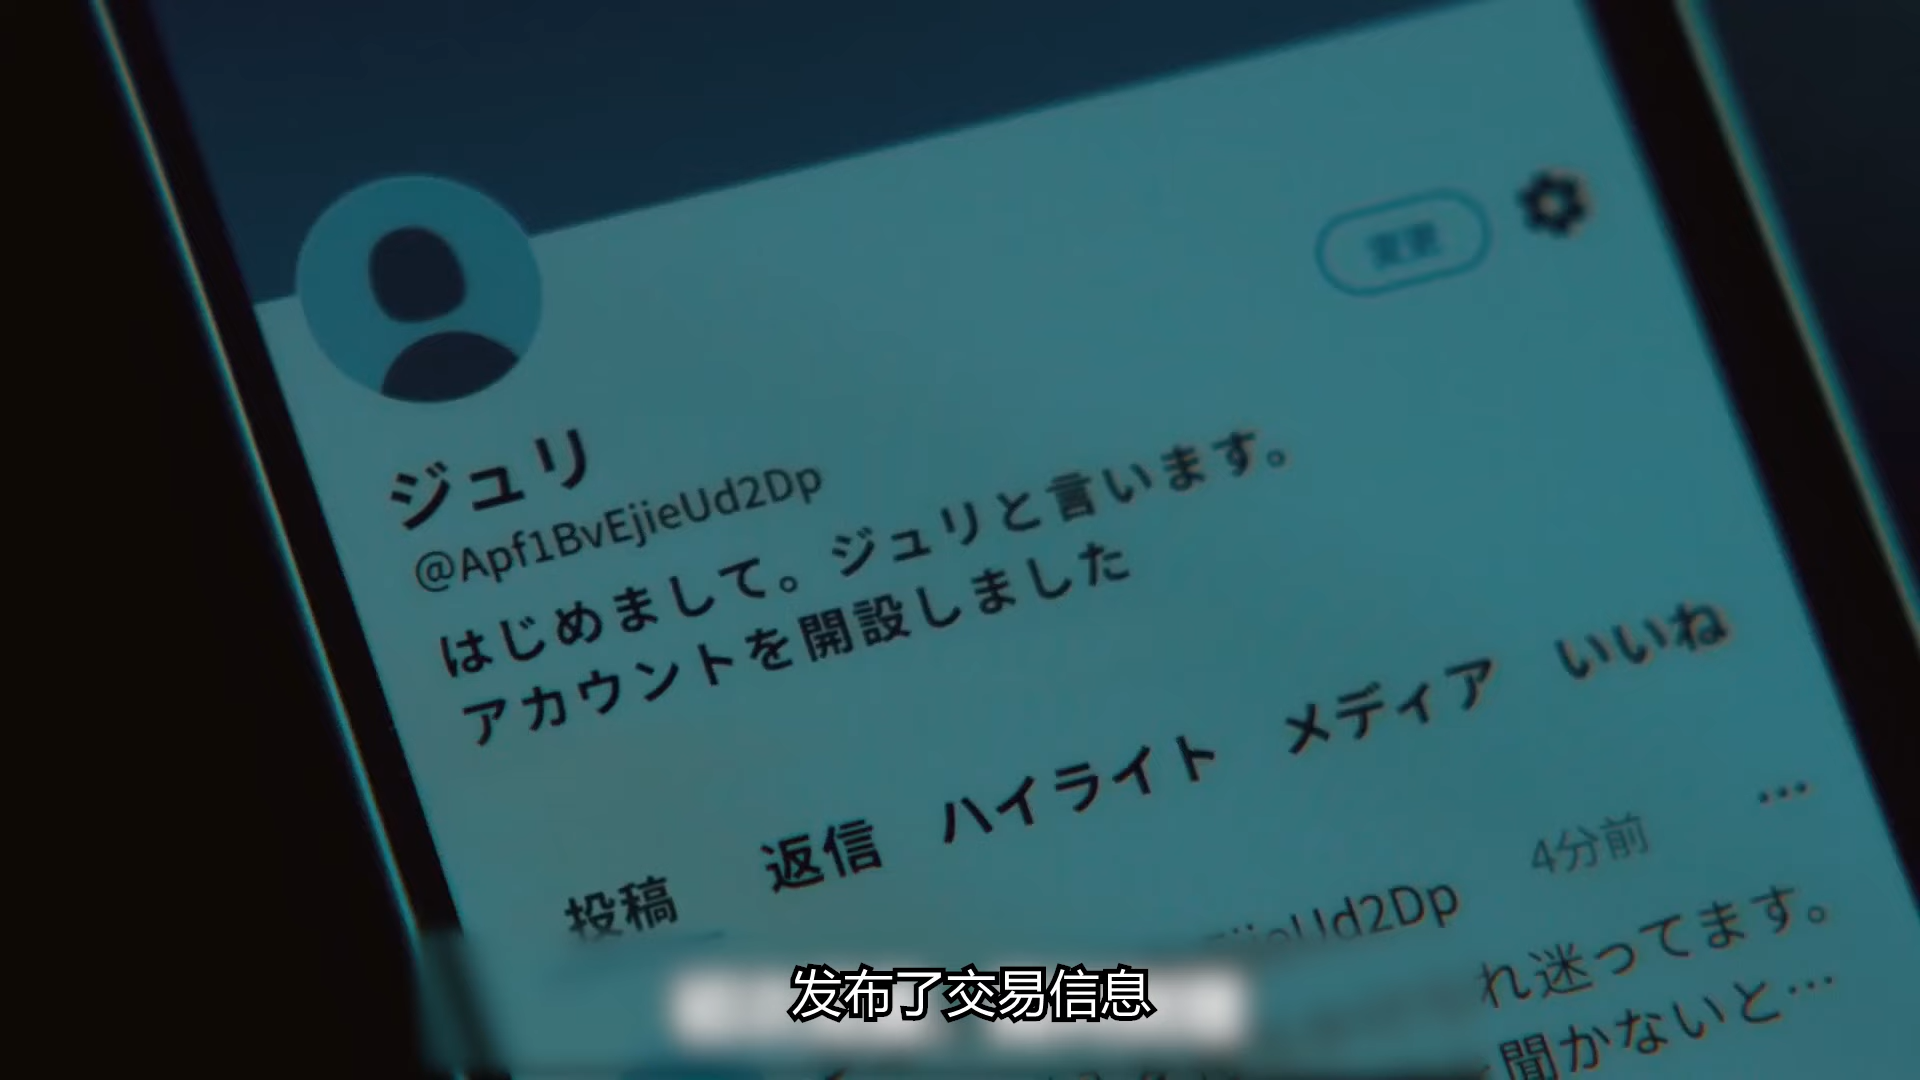 変更
ジュリ
@Apf1BvEjieUd2Dp
はじめまして。ジュリと言います。
アカウントを開設しました
投稿 返信 ハイライト メディア いいね
Ud2Dp 4分前 …
れ迷ってます。
聞かないと…
发布了交易信息